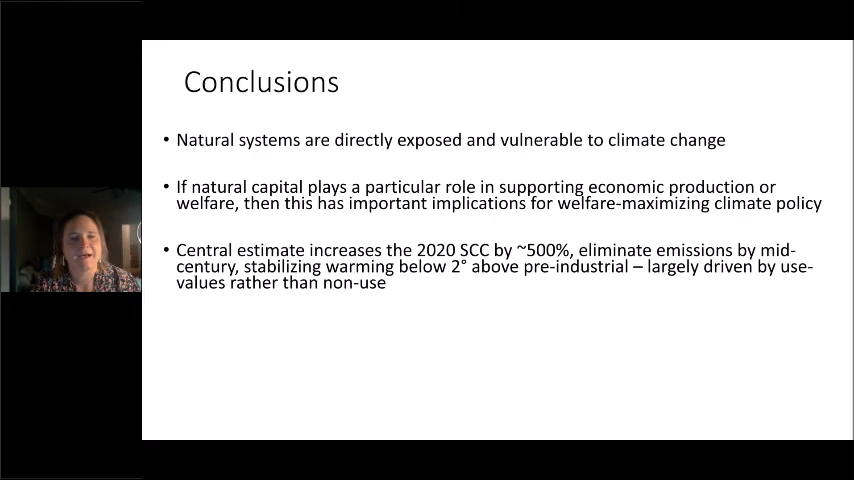 Conclusions
• Natural systems are directly exposed and vulnerable to climate change
• If natural capital plays a particular role in supporting economic production or
welfare, then this has important implications for welfare-maximizing climate policy
• Central estimate increases the 2020 SCC by ~500%, eliminate emissions by mid-
century, stabilizing warming below 2° above pre-industrial – largely driven by use-
values rather than non-use